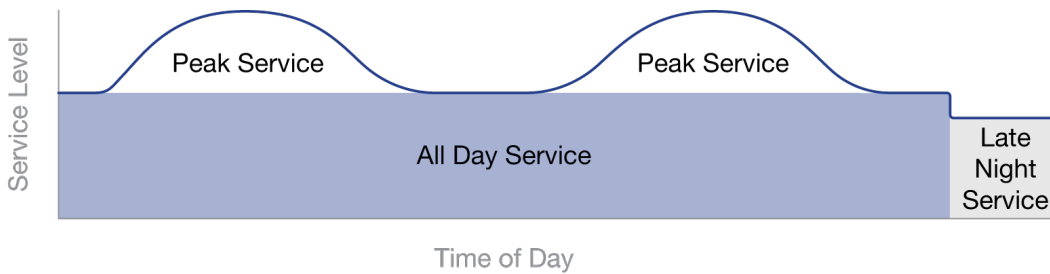 Service Level
Peak Service
Peak Service
All Day Service
Late
Night
Service
Time of Day